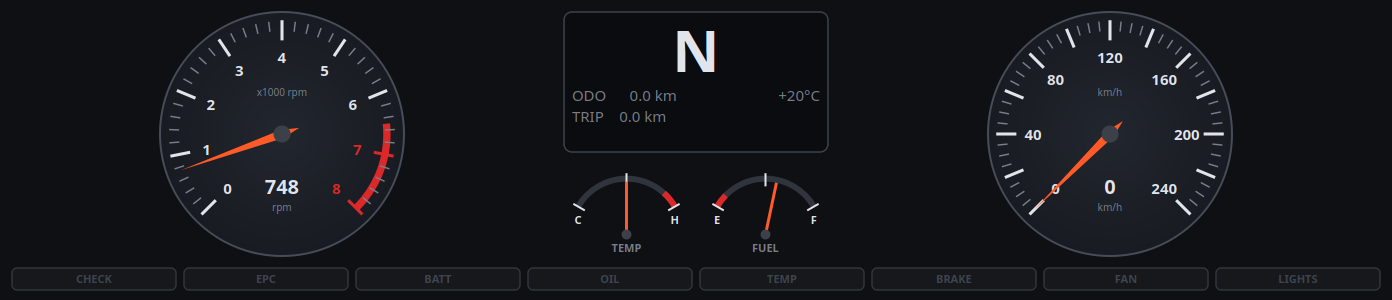 0
1
2
3
4
5
6
7
8
x1000 rpm
748
rpm
N
ODO 0.0 km +20°C
TRIP 0.0 km
C H
TEMP
E F
FUEL
0
40
80
120
160
200
240
km/h
0
km/h
CHECK EPC BATT OIL TEMP BRAKE FAN LIGHTS